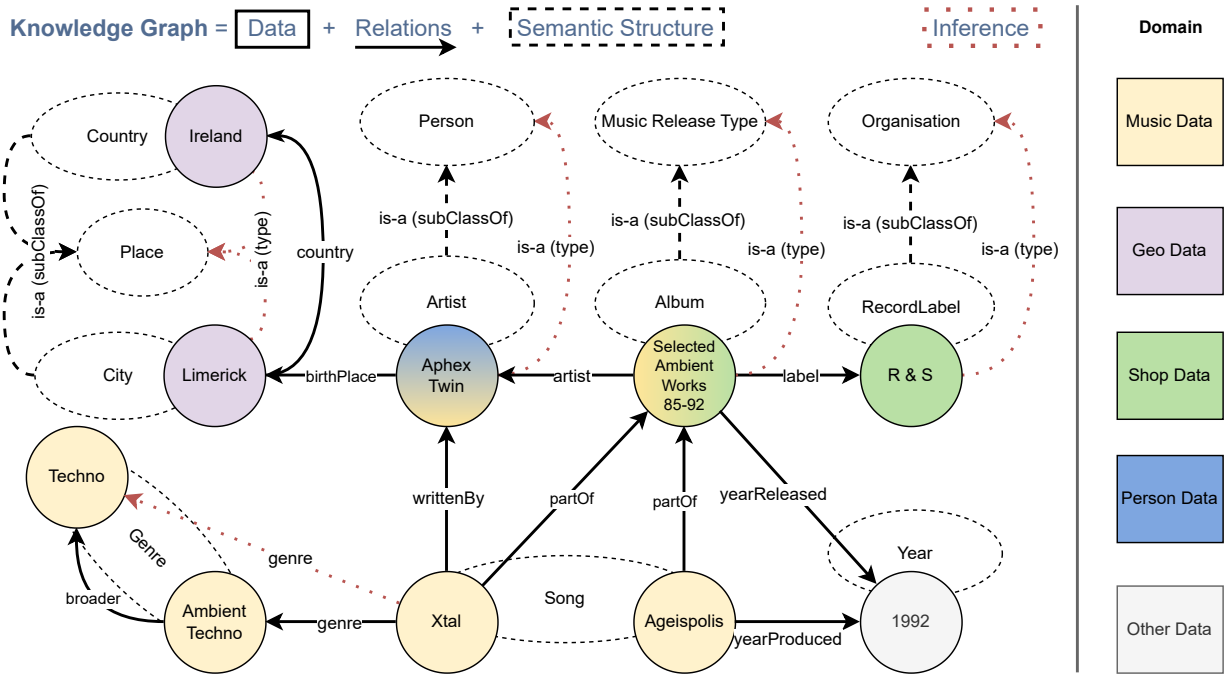 Knowledge Graph = Data + Relations + Semantic Structure
Inference
Domain
Country
Ireland
Person
Music Release Type
Organisation
Music Data
is-a (subClassOf)
is-a (subClassOf)
is-a (subClassOf)
is-a (subClassOf)
Place
is-a (type)
country
is-a (type)
is-a (type)
is-a (type)
Geo Data
Artist
Album
RecordLabel
City
Limerick
birthPlace
Aphex
Twin
artist
Selected
Ambient
Works
85-92
label
R & S
Shop Data
Techno
writtenBy
partOf
partOf
yearReleased
Person Data
Genre
genre
Year
broader
Ambient
Techno
genre
Xtal
Song
Ageispolis
yearProduced
1992
Other Data